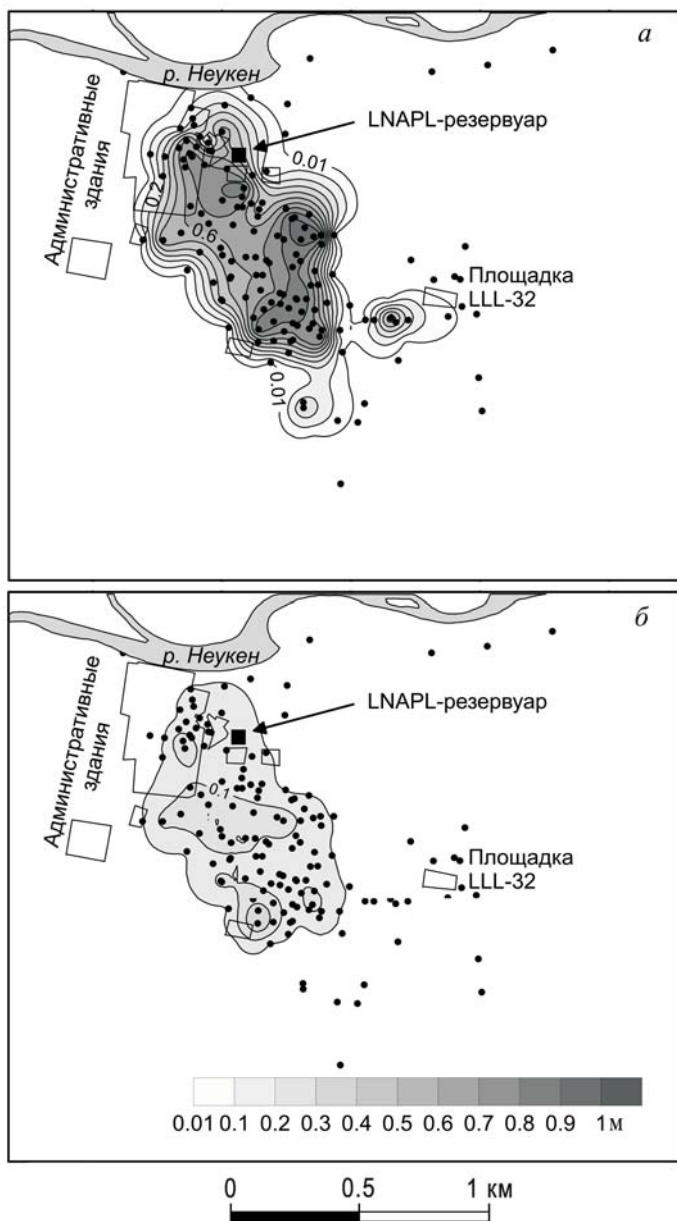 а
р. Неукен
LNAPL-резервуар
Административные
здания
0.01
0.2
0.6
Площадка
LLL-32
0.01
б
р. Неукен
LNAPL-резервуар
Административные
здания
0.1
Площадка
LLL-32
0.01 0.1 0.2 0.3 0.4 0.5 0.6 0.7 0.8 0.9 1м
0 0.5 1 км